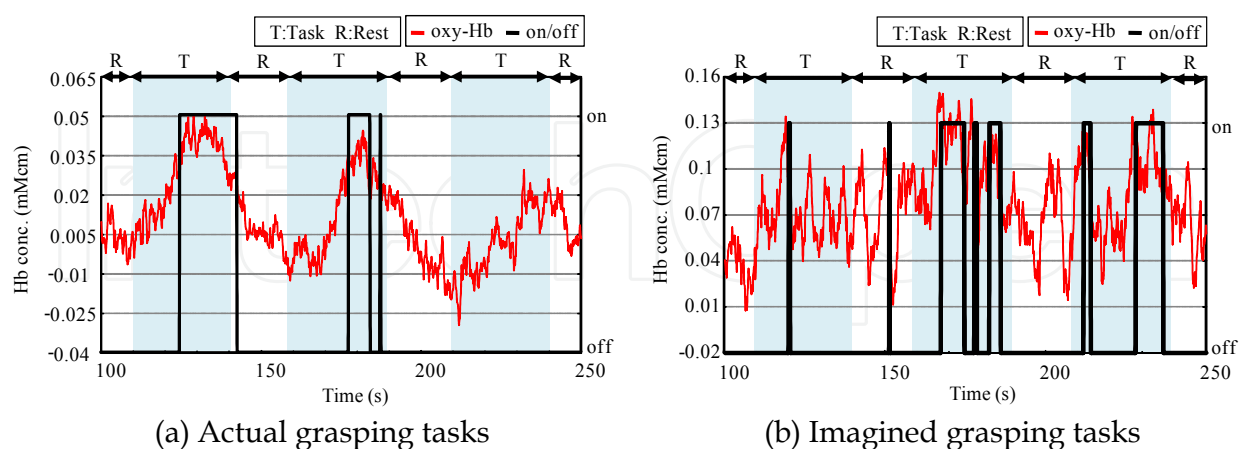 T:Task R:Rest
oxy-Hb on/off
R T R T R T R
0.065
0.05
0.035
0.02
0.005
-0.01
-0.025
-0.04
Hb conc. (mMcm)
on
off
100 150 200 250
Time (s)
(a) Actual grasping tasks
T:Task R:Rest
oxy-Hb on/off
R T R T R T R
0.16
0.13
0.1
0.07
0.04
0.01
-0.02
Hb conc. (mMcm)
on
off
100 150 200 250
Time (s)
(b) Imagined grasping tasks